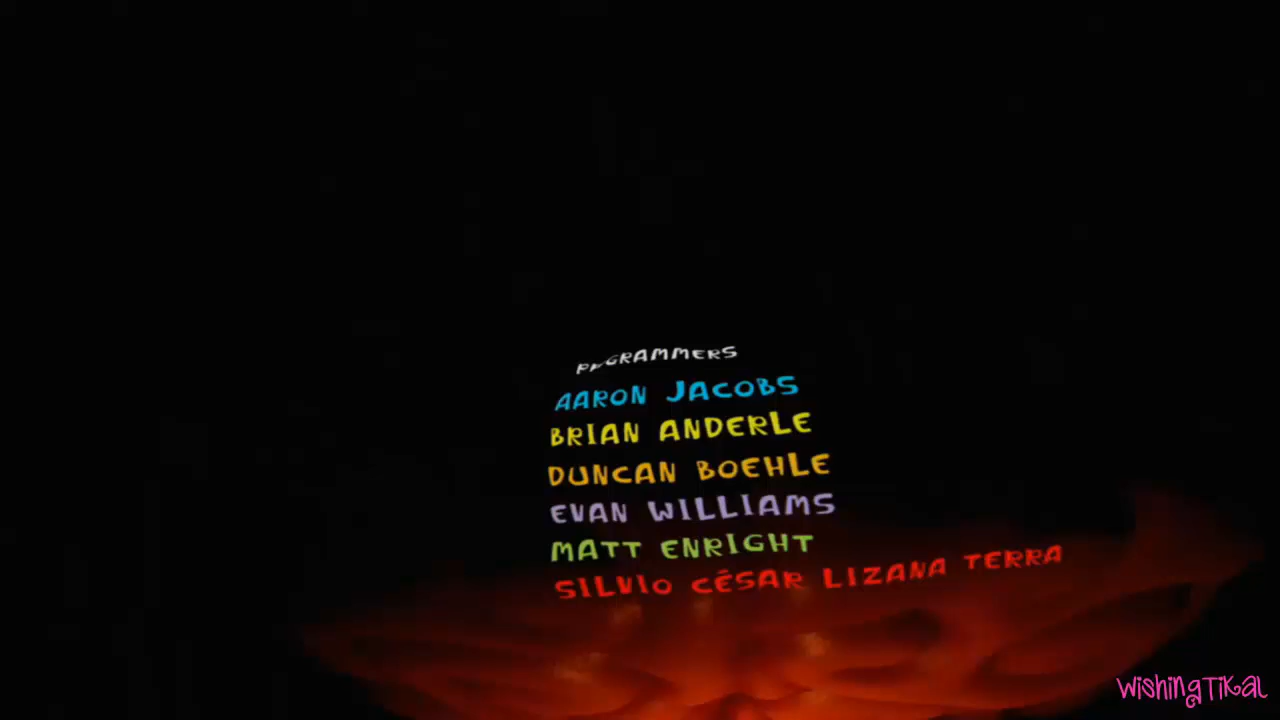 PROGRAMMERS
AARON JACOBS
BRIAN ANDERLE
DUNCAN BOEHLE
EVAN WILLIAMS
MATT ENRIGHT
SILVIO CÉSAR LIZANA TERRA
WishingTikal